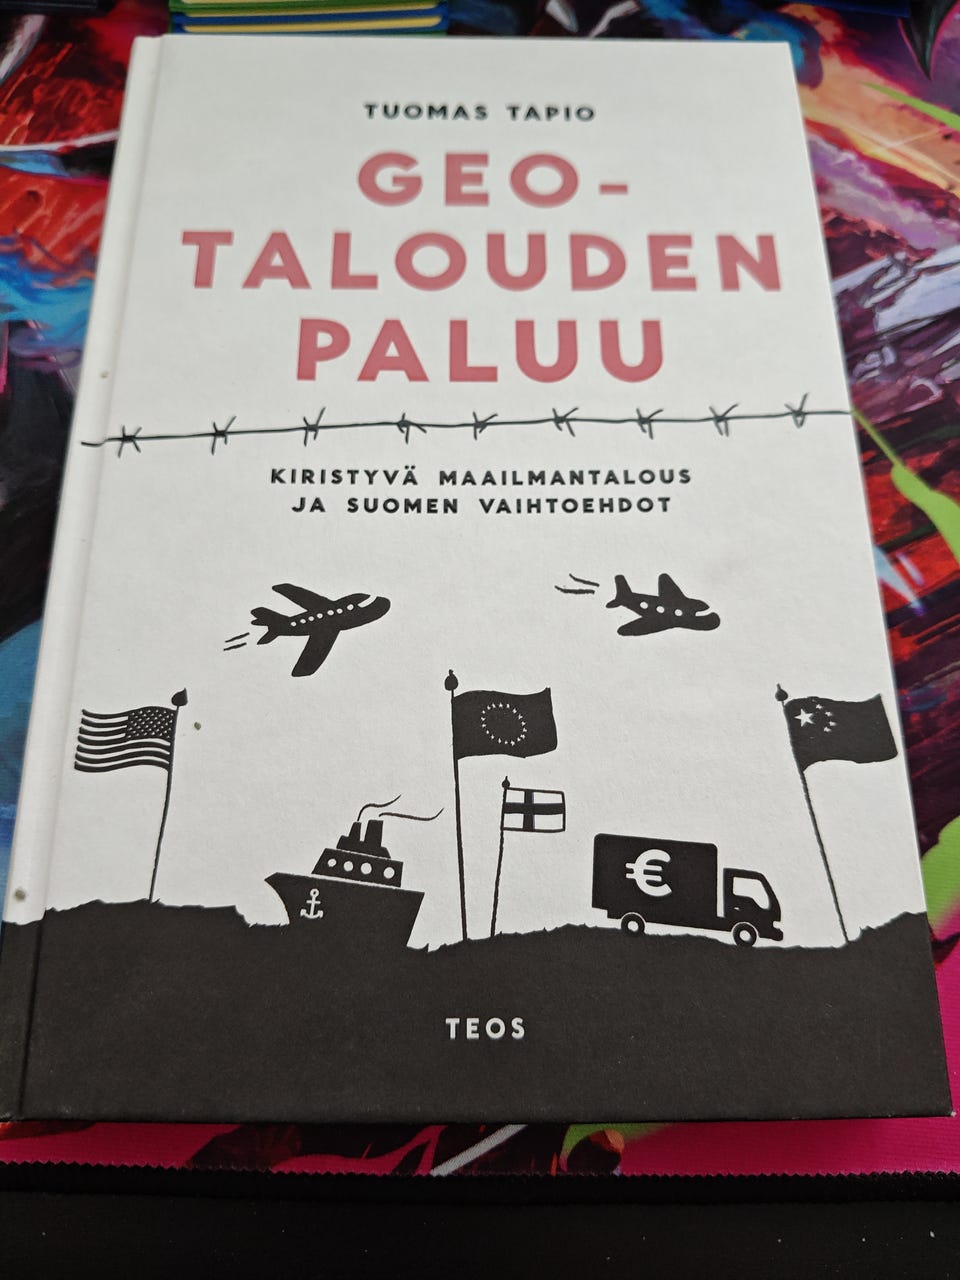 TUOMAS TAPIO
GEO-
TALOUDEN
PALUU
KIRISTYVÄ MAAILMANTALOUS
JA SUOMEN VAIHTOEHDOT
€
TEOS